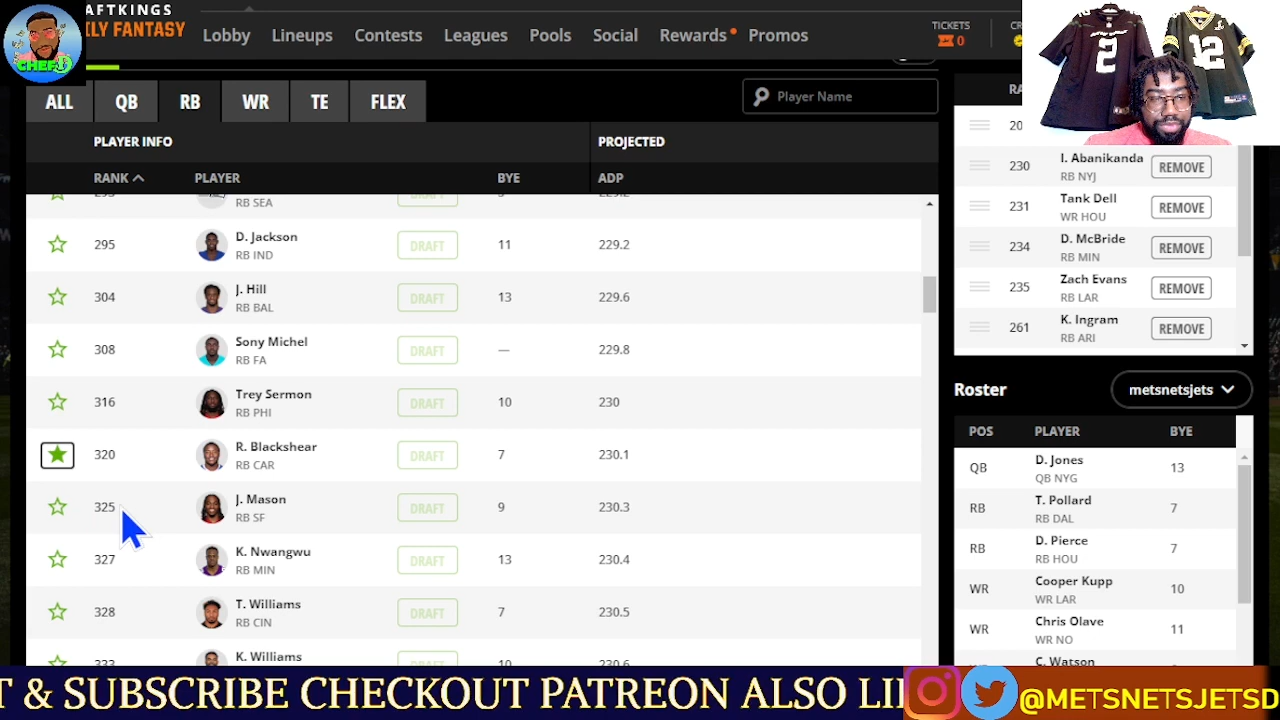 AFTKINGS
ILY FANTASY
Lobby Lineups Contests Leagues Pools Social Rewards Promos
TICKETS
0
CHEF
ALL QB RB WR TE FLEX
Player Name
PLAYER INFO PROJECTED
RANK PLAYER BYE ADP
RB SEA
295 D. Jackson RB IND DRAFT 11 229.2
304 J. Hill RB BAL DRAFT 13 229.6
308 Sony Michel RB FA DRAFT — 229.8
316 Trey Sermon RB PHI DRAFT 10 230
320 R. Blackshear RB CAR DRAFT 7 230.1
325 J. Mason RB SF DRAFT 9 230.3
327 K. Nwangwu RB MIN DRAFT 13 230.4
328 T. Williams RB CIN DRAFT 7 230.5
333 K. Williams 10 230.6
2 12
230 I. Abanikanda RB NYJ REMOVE
231 Tank Dell WR HOU REMOVE
234 D. McBride RB MIN REMOVE
235 Zach Evans RB LAR REMOVE
261 K. Ingram RB ARI REMOVE
Roster metsnetsjets
POS PLAYER BYE
QB D. Jones QB NYG 13
RB T. Pollard RB DAL 7
RB D. Pierce RB HOU 7
WR Cooper Kupp WR LAR 10
WR Chris Olave WR NO 11
C. Watson
T & SUBSCRIBE CHECKOUT PATREON ALSO LI
@METSNETSJETSD